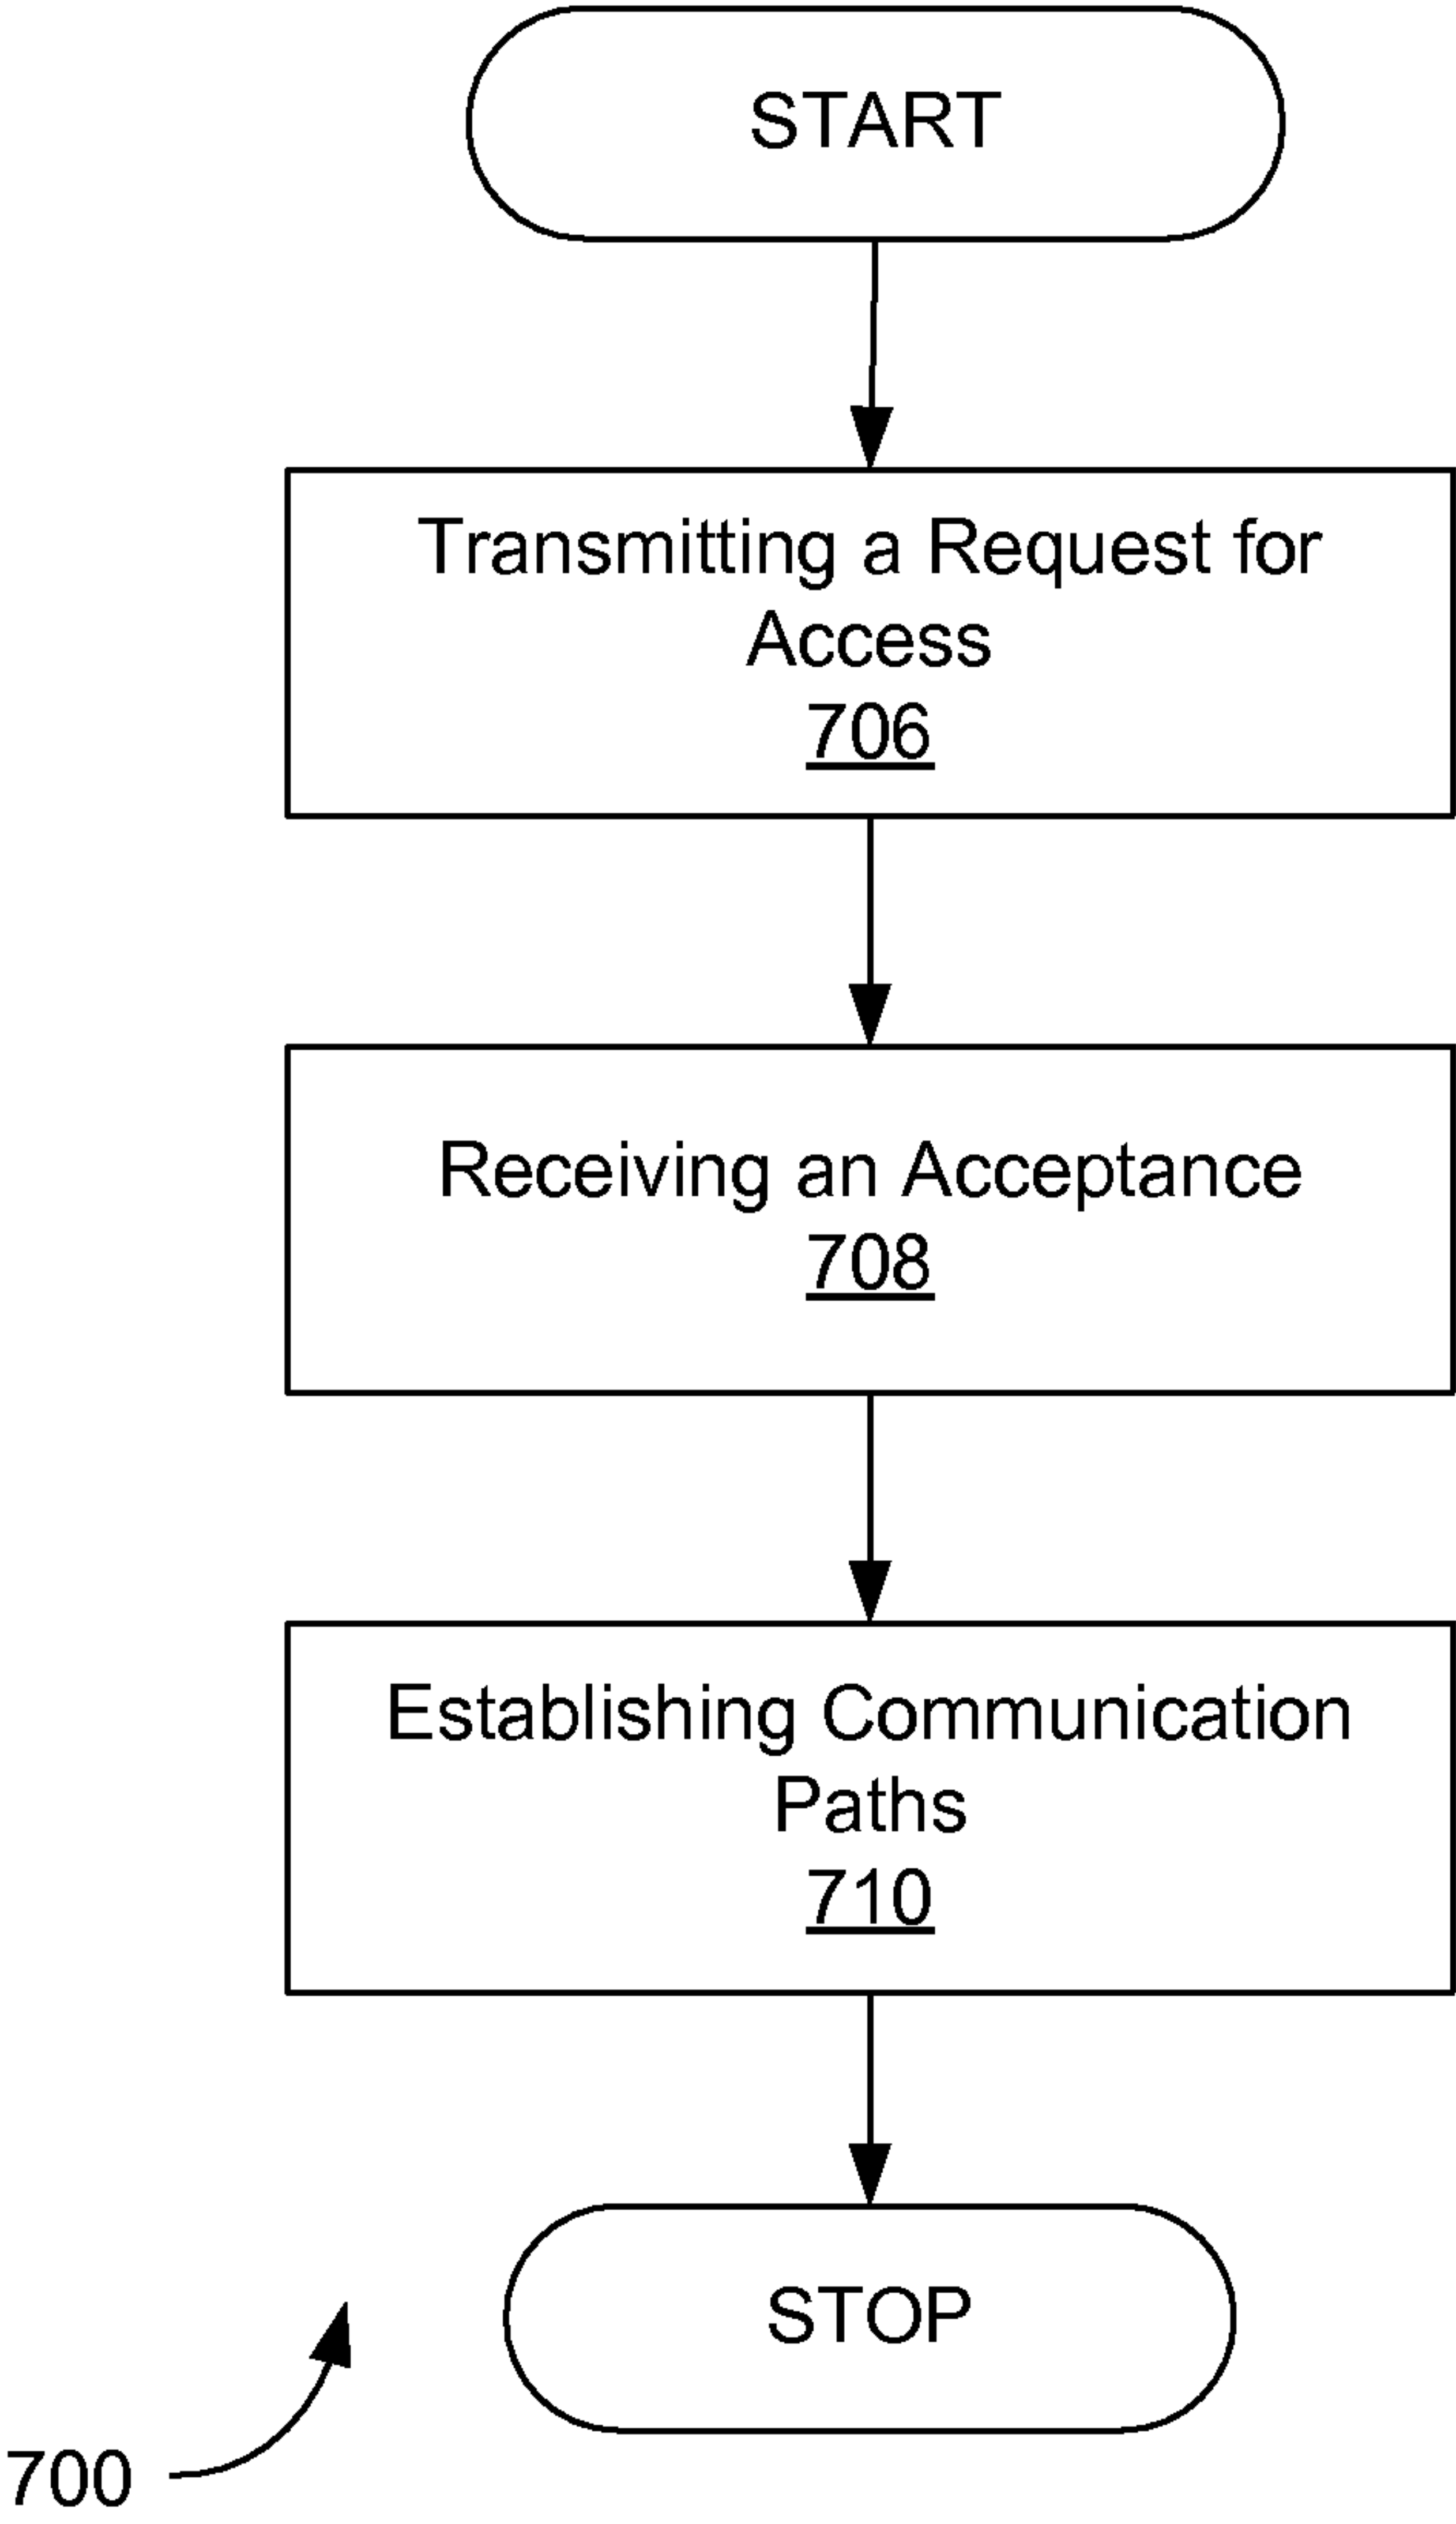 START
Transmitting a Request for
Access
706
Receiving an Acceptance
708
Establishing Communication
Paths
710
STOP
700